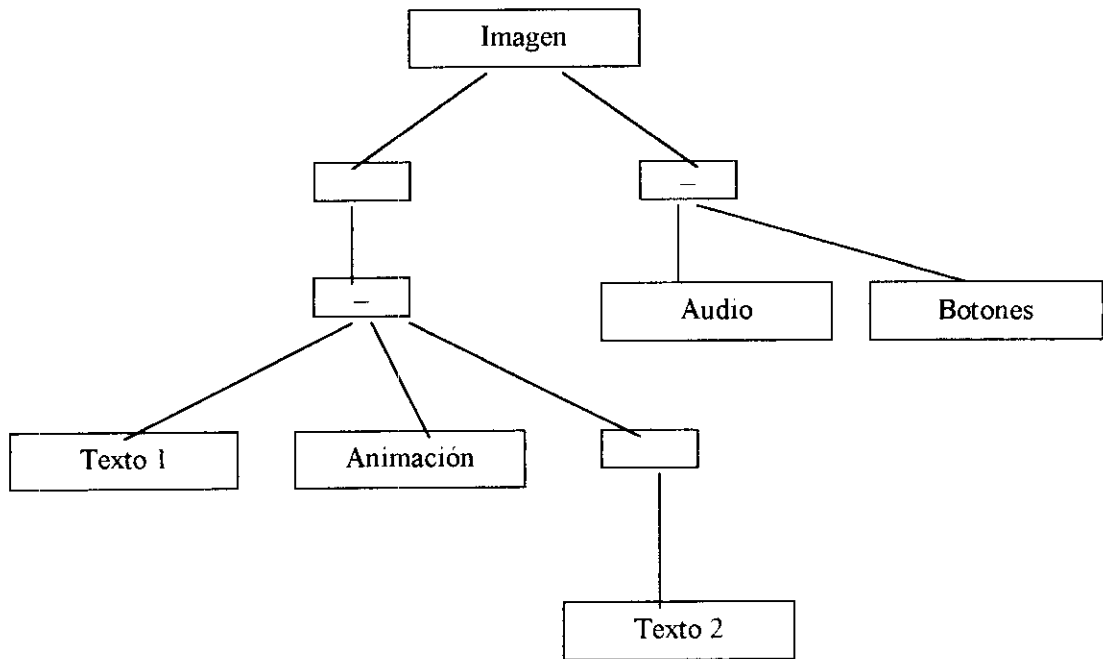 Imagen
–
–
Audio
Botones
Texto 1
Animación
Texto 2